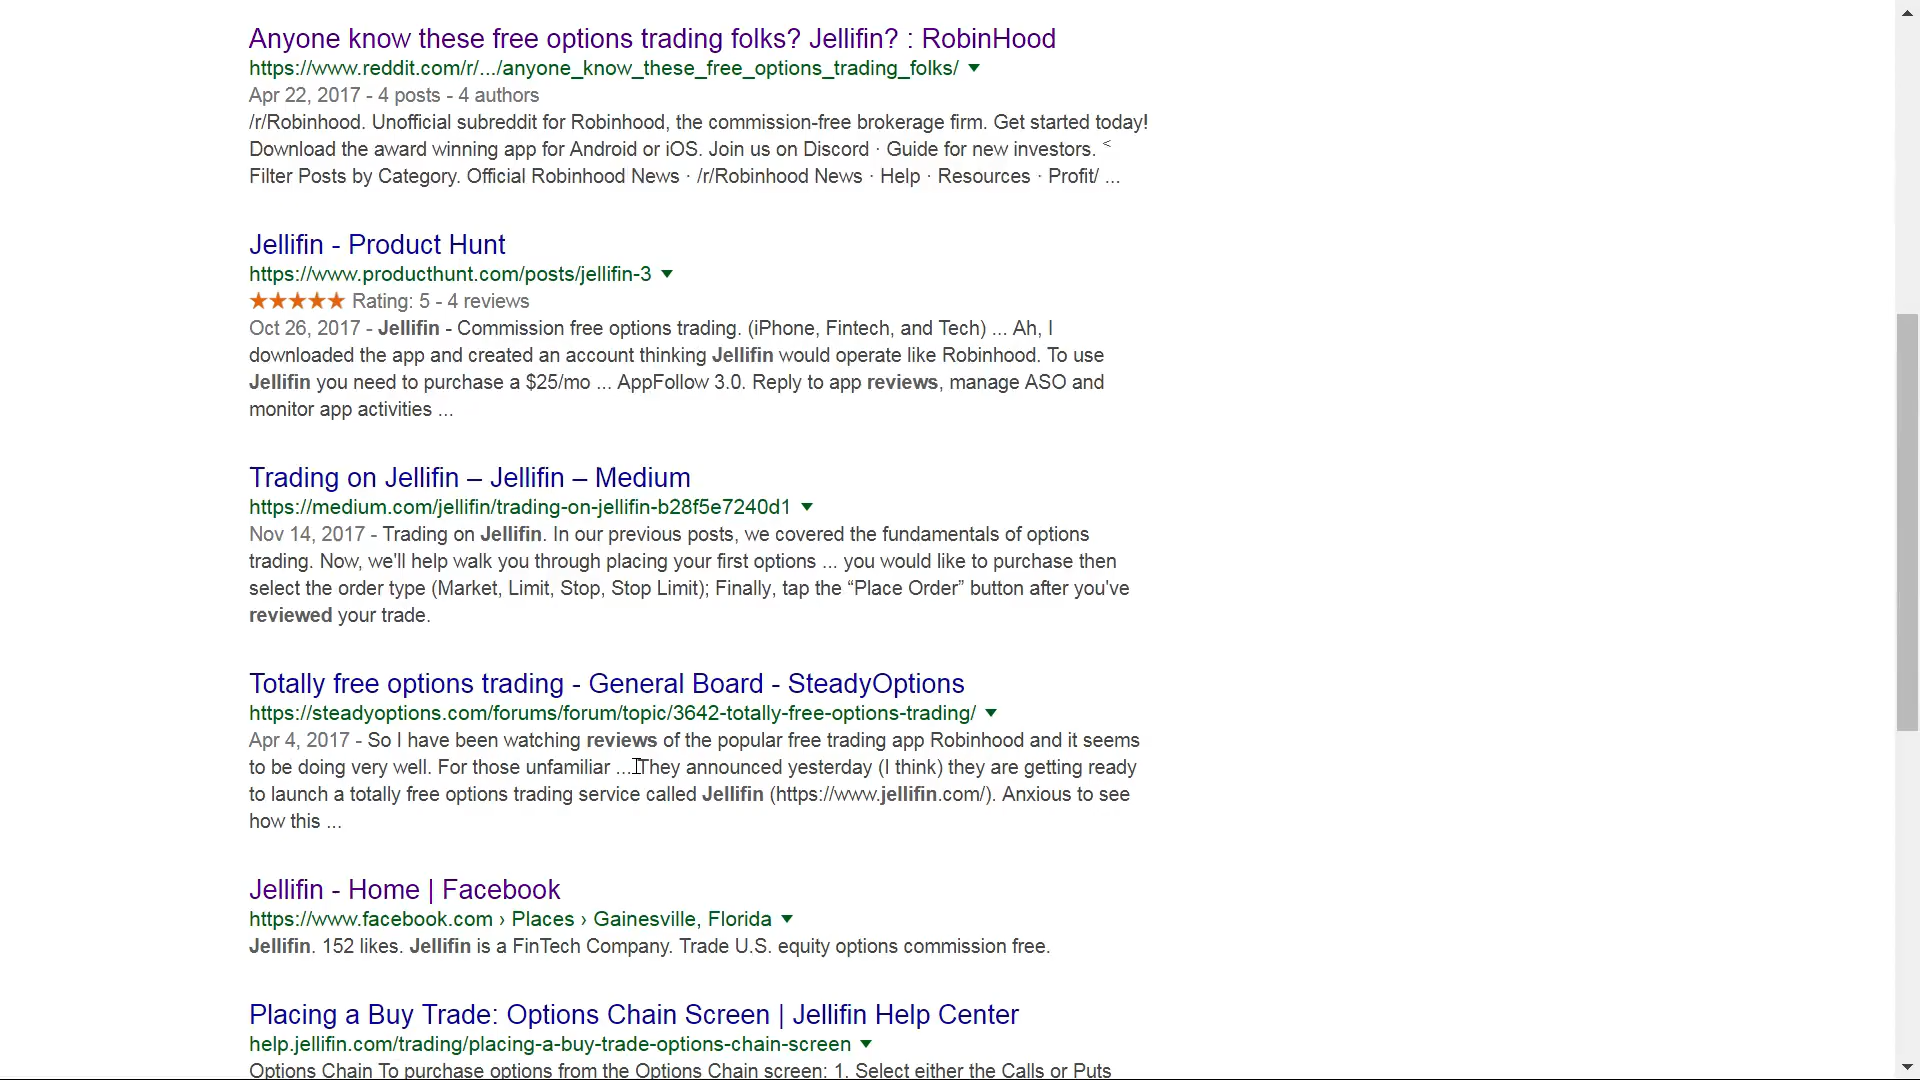 Anyone know these free options trading folks? Jellifin? : RobinHood
https://www.reddit.com/r/.../anyone_know_these_free_options_trading_folks/
Apr 22, 2017 - 4 posts - 4 authors
/r/Robinhood. Unofficial subreddit for Robinhood, the commission-free brokerage firm. Get started today!
Download the award winning app for Android or iOS. Join us on Discord · Guide for new investors. <
Filter Posts by Category. Official Robinhood News · /r/Robinhood News · Help · Resources · Profit/ ...
Jellifin - Product Hunt
https://www.producthunt.com/posts/jellifin-3
★★★★★ Rating: 5 - 4 reviews
Oct 26, 2017 - Jellifin - Commission free options trading. (iPhone, Fintech, and Tech) ... Ah, I
downloaded the app and created an account thinking Jellifin would operate like Robinhood. To use
Jellifin you need to purchase a $25/mo ... AppFollow 3.0. Reply to app reviews, manage ASO and
monitor app activities ...
Trading on Jellifin – Jellifin – Medium
https://medium.com/jellifin/trading-on-jellifin-b28f5e7240d1
Nov 14, 2017 - Trading on Jellifin. In our previous posts, we covered the fundamentals of options
trading. Now, we'll help walk you through placing your first options ... you would like to purchase then
select the order type (Market, Limit, Stop, Stop Limit); Finally, tap the “Place Order” button after you've
reviewed your trade.
Totally free options trading - General Board - SteadyOptions
https://steadyoptions.com/forums/forum/topic/3642-totally-free-options-trading/
Apr 4, 2017 - So I have been watching reviews of the popular free trading app Robinhood and it seems
to be doing very well. For those unfamiliar ... They announced yesterday (I think) they are getting ready
to launch a totally free options trading service called Jellifin (https://www.jellifin.com/). Anxious to see
how this ...
Jellifin - Home | Facebook
https://www.facebook.com › Places › Gainesville, Florida
Jellifin. 152 likes. Jellifin is a FinTech Company. Trade U.S. equity options commission free.
Placing a Buy Trade: Options Chain Screen | Jellifin Help Center
help.jellifin.com/trading/placing-a-buy-trade-options-chain-screen
Options Chain To purchase options from the Options Chain screen: 1. Select either the Calls or Puts